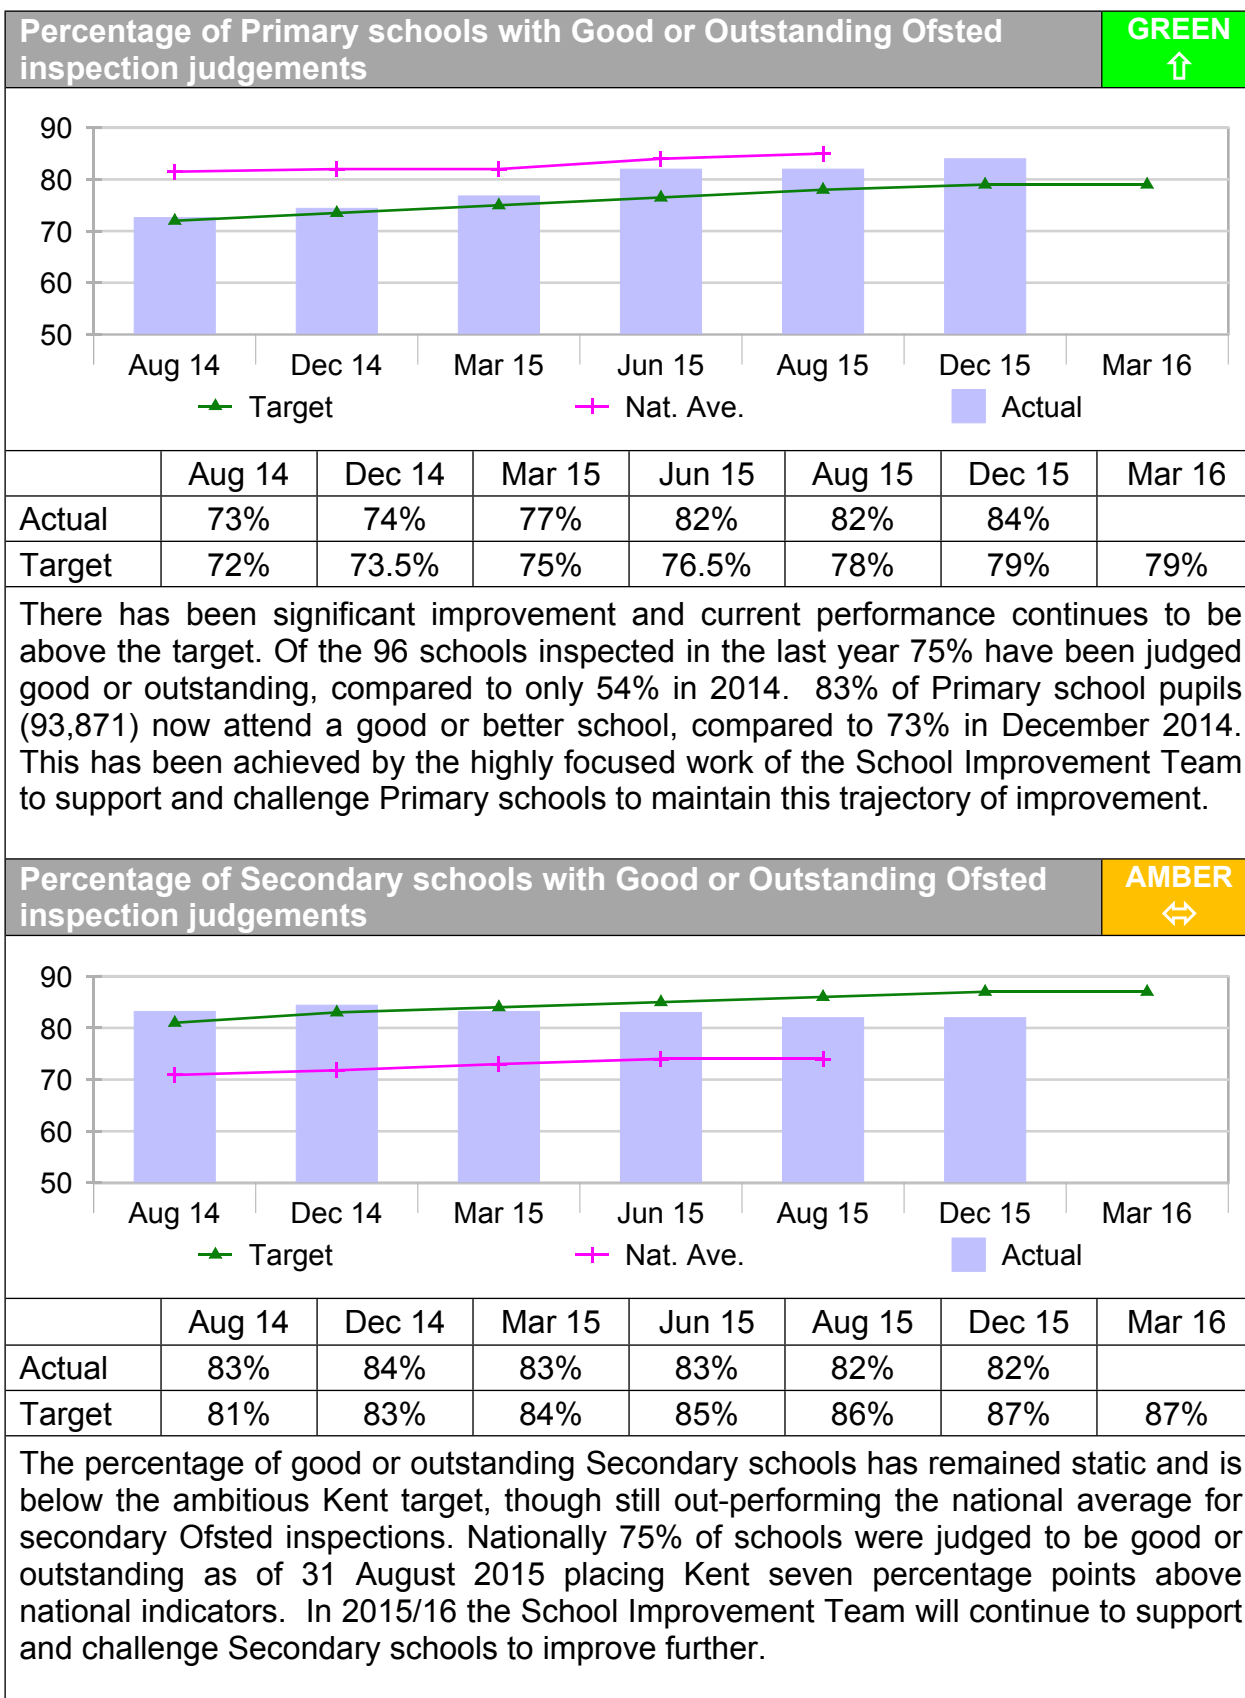 Percentage of Primary schools with Good or Outstanding Ofsted
inspection judgements
GREEN
⇧
90
80
70
60
50
Aug 14 Dec 14 Mar 15 Jun 15 Aug 15 Dec 15 Mar 16
Target Nat. Ave. Actual
Aug 14 Dec 14 Mar 15 Jun 15 Aug 15 Dec 15 Mar 16
Actual 73% 74% 77% 82% 82% 84%
Target 72% 73.5% 75% 76.5% 78% 79% 79%
There has been significant improvement and current performance continues to be
above the target. Of the 96 schools inspected in the last year 75% have been judged
good or outstanding, compared to only 54% in 2014. 83% of Primary school pupils
(93,871) now attend a good or better school, compared to 73% in December 2014.
This has been achieved by the highly focused work of the School Improvement Team
to support and challenge Primary schools to maintain this trajectory of improvement.
Percentage of Secondary schools with Good or Outstanding Ofsted
inspection judgements
AMBER
⬄
90
80
70
60
50
Aug 14 Dec 14 Mar 15 Jun 15 Aug 15 Dec 15 Mar 16
Target Nat. Ave. Actual
Aug 14 Dec 14 Mar 15 Jun 15 Aug 15 Dec 15 Mar 16
Actual 83% 84% 83% 83% 82% 82%
Target 81% 83% 84% 85% 86% 87% 87%
The percentage of good or outstanding Secondary schools has remained static and is
below the ambitious Kent target, though still out-performing the national average for
secondary Ofsted inspections. Nationally 75% of schools were judged to be good or
outstanding as of 31 August 2015 placing Kent seven percentage points above
national indicators. In 2015/16 the School Improvement Team will continue to support
and challenge Secondary schools to improve further.